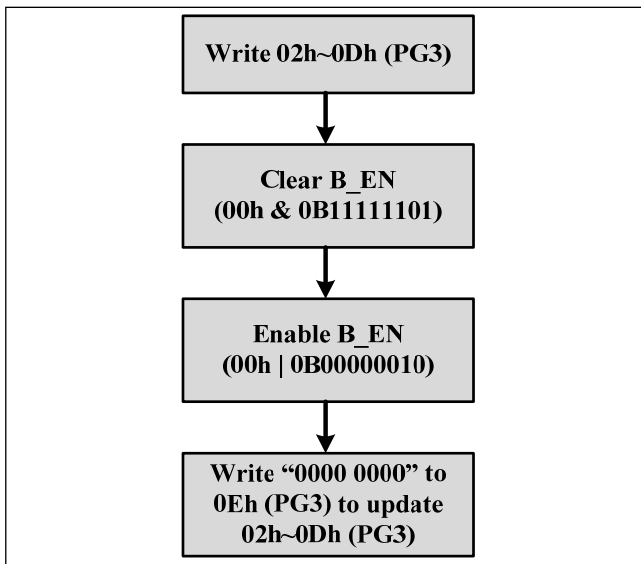 Write 02h~0Dh (PG3)
Clear B_EN
(00h & 0B11111101)
Enable B_EN
(00h | 0B00000010)
Write “0000 0000” to
0Eh (PG3) to update
02h~0Dh (PG3)